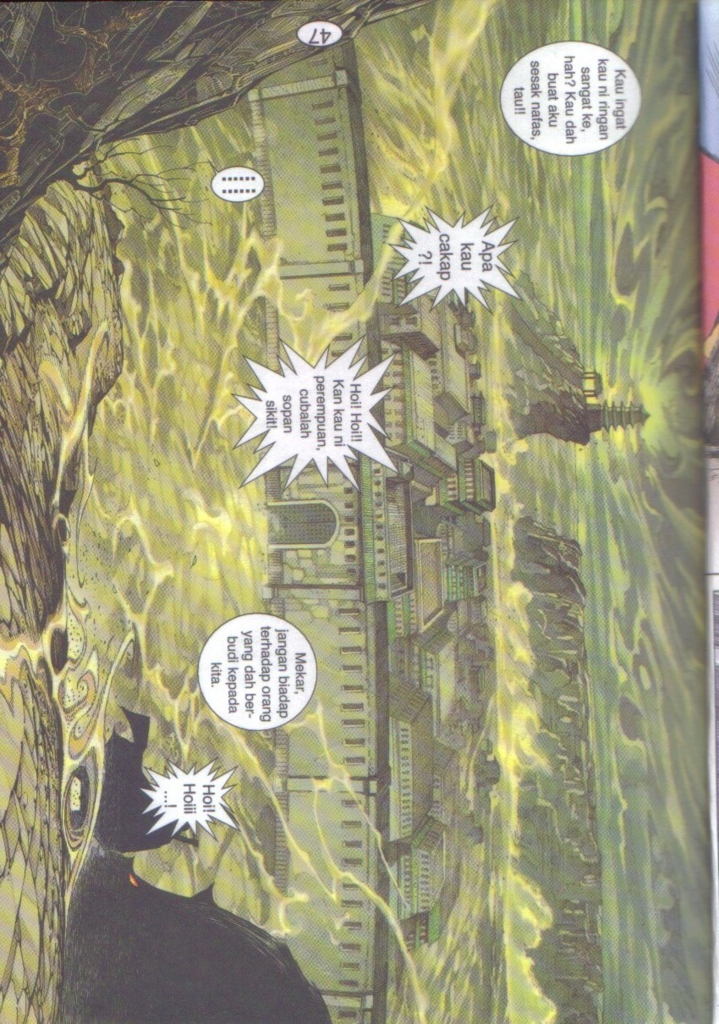 Kau ingat
kau ni ringan
sangat ke,
hah? Kau dah
buat aku
sesak nafas,
tau!!
Apa
kau
cakap
?!
Hoi! Hoi!!
Kan kau ni
perempuan,
cubalah
sopan
sikit!
Mekar,
jangan biadap
terhadap orang
yang dah ber-
budi kepada
kita.
Hoi!
Hoiii
...!
............
47